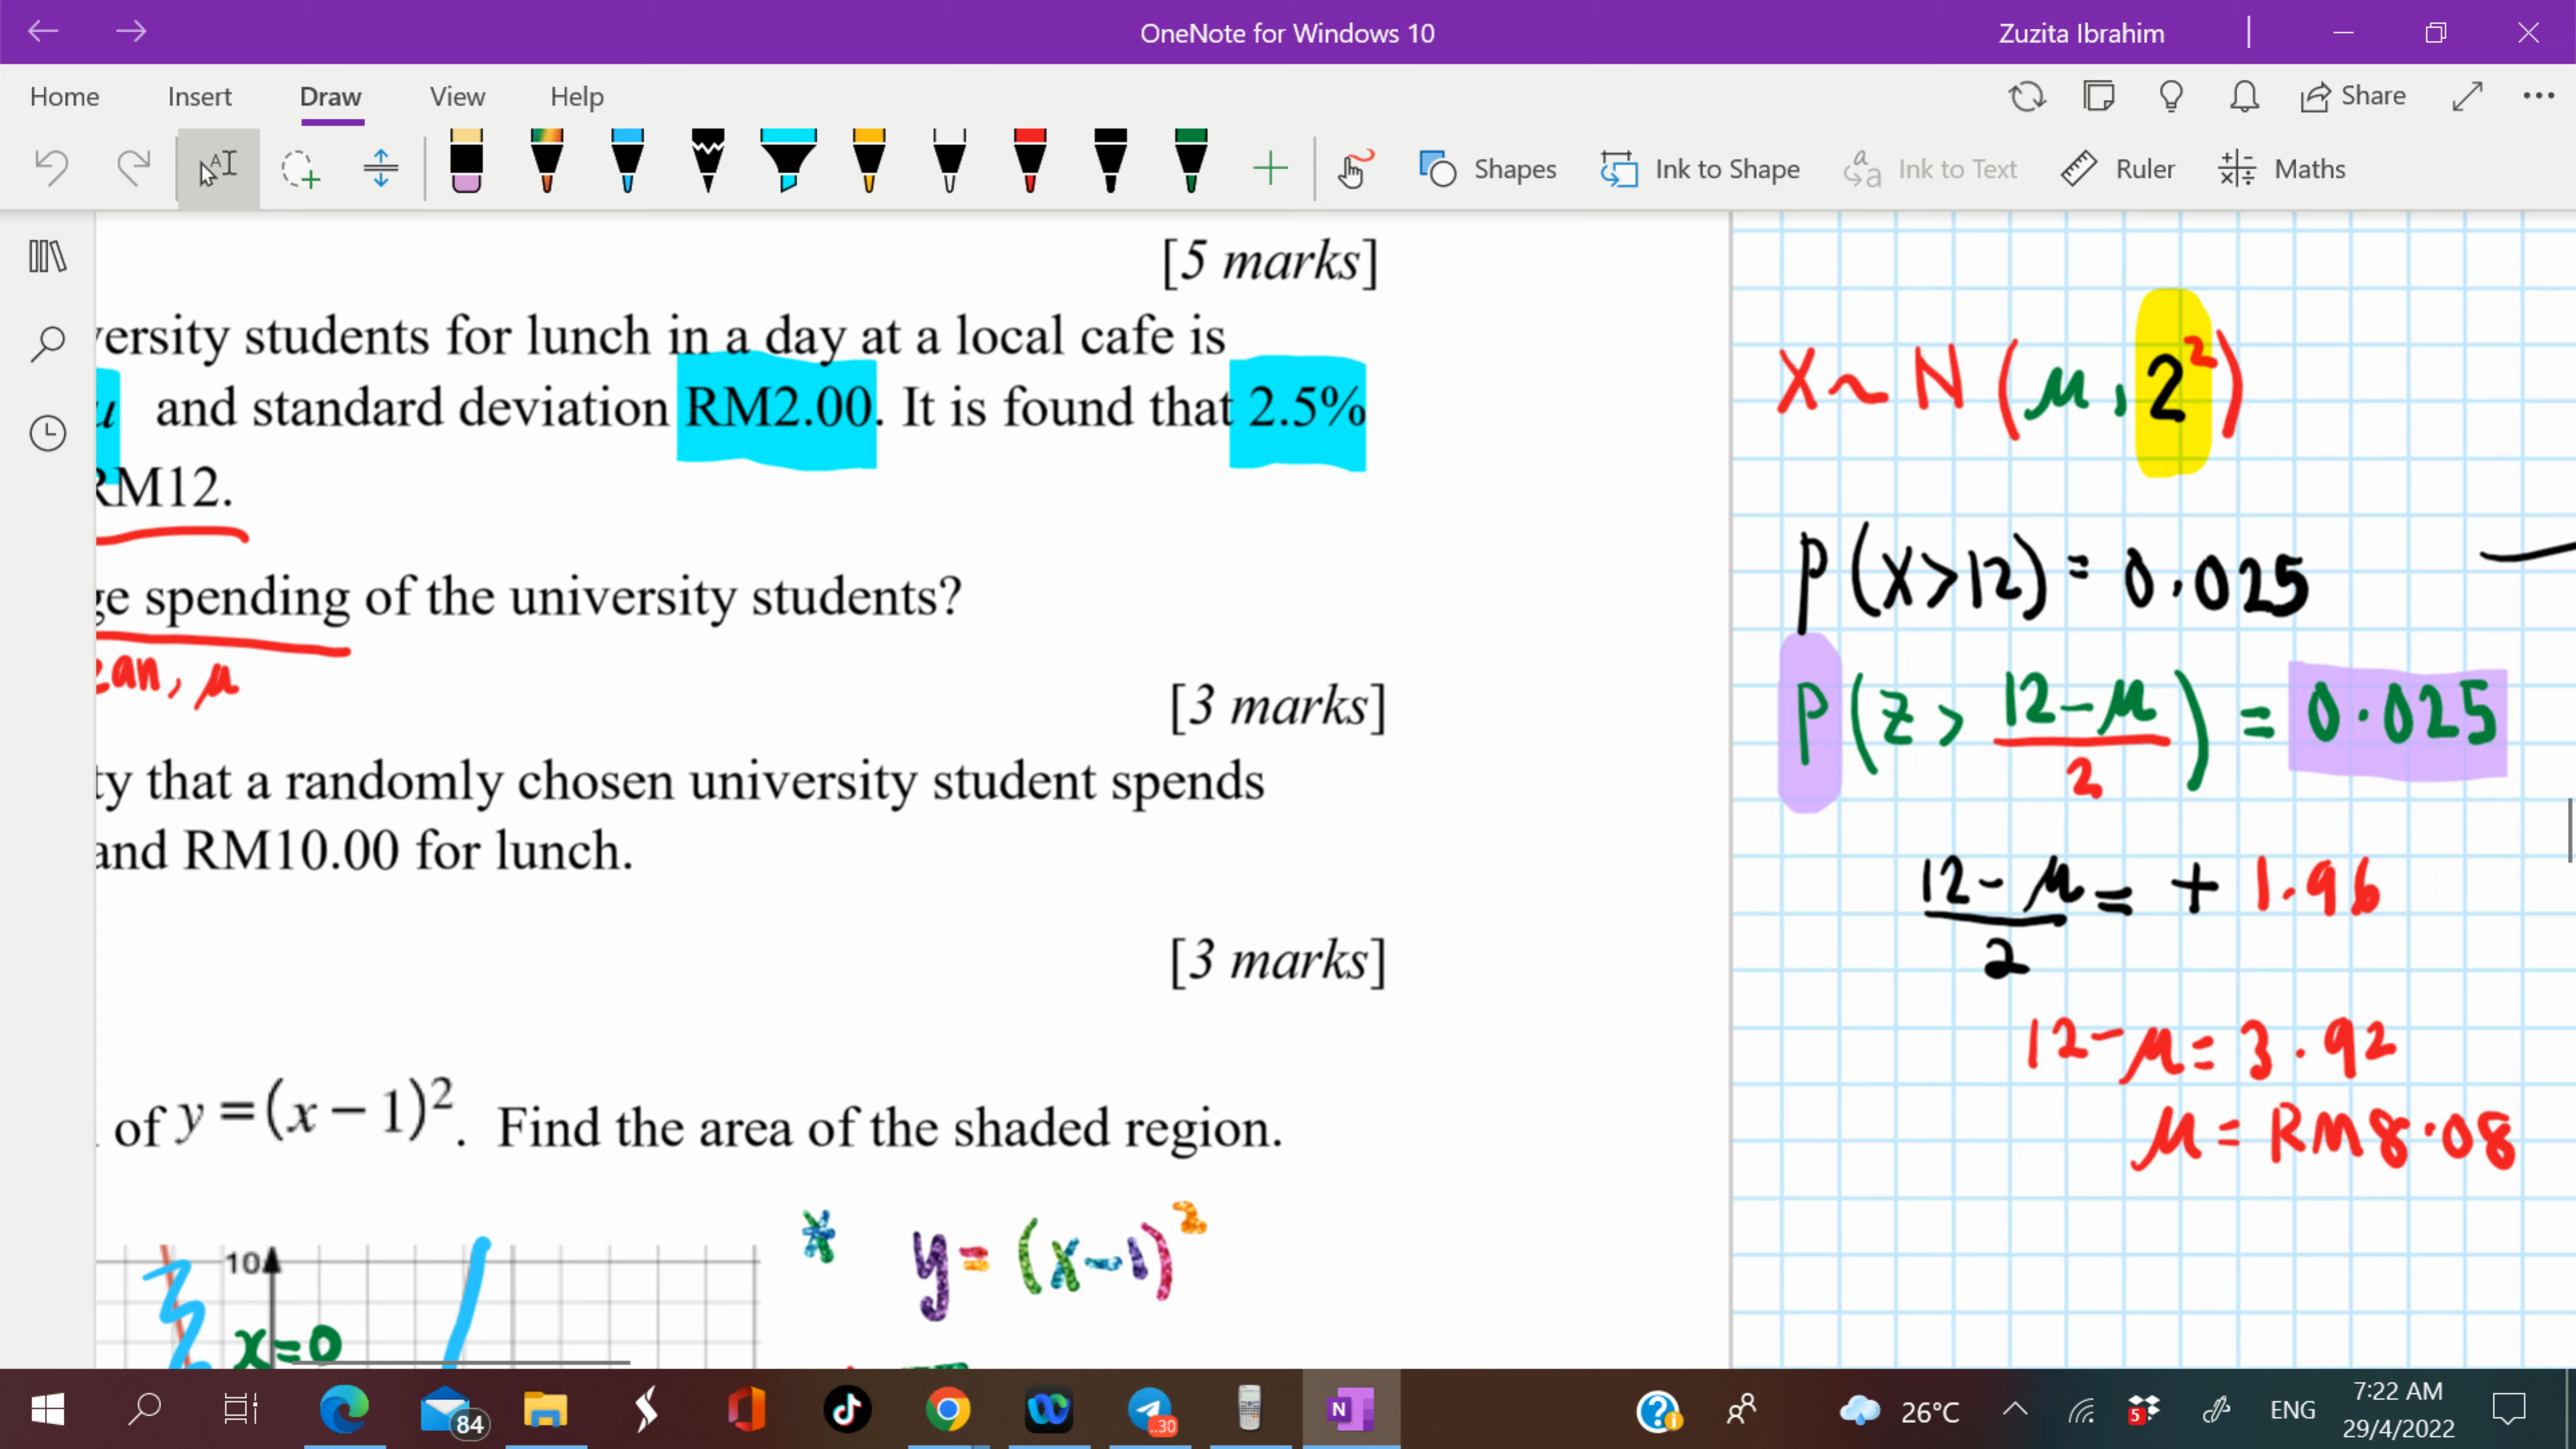 OneNote for Windows 10
Zuzita Ibrahim
Home Insert Draw View Help
Share
Shapes Ink to Shape Ink to Text Ruler Maths
[5 marks]
ersity students for lunch in a day at a local cafe is
μ and standard deviation RM2.00. It is found that 2.5%
RM12.
ge spending of the university students?
ean, μ
[3 marks]
ty that a randomly chosen university student spends
and RM10.00 for lunch.
[3 marks]
of y = (x − 1)². Find the area of the shaded region.
10
x=0
* y = (x-1)²
X ~ N (μ, 2²)
P(X>12) = 0.025
P(Z > (12-μ)/2) = 0.025
(12-μ)/2 = + 1.96
12-μ = 3.92
μ = RM8.08
84
30
26°C
5
ENG
7:22 AM
29/4/2022